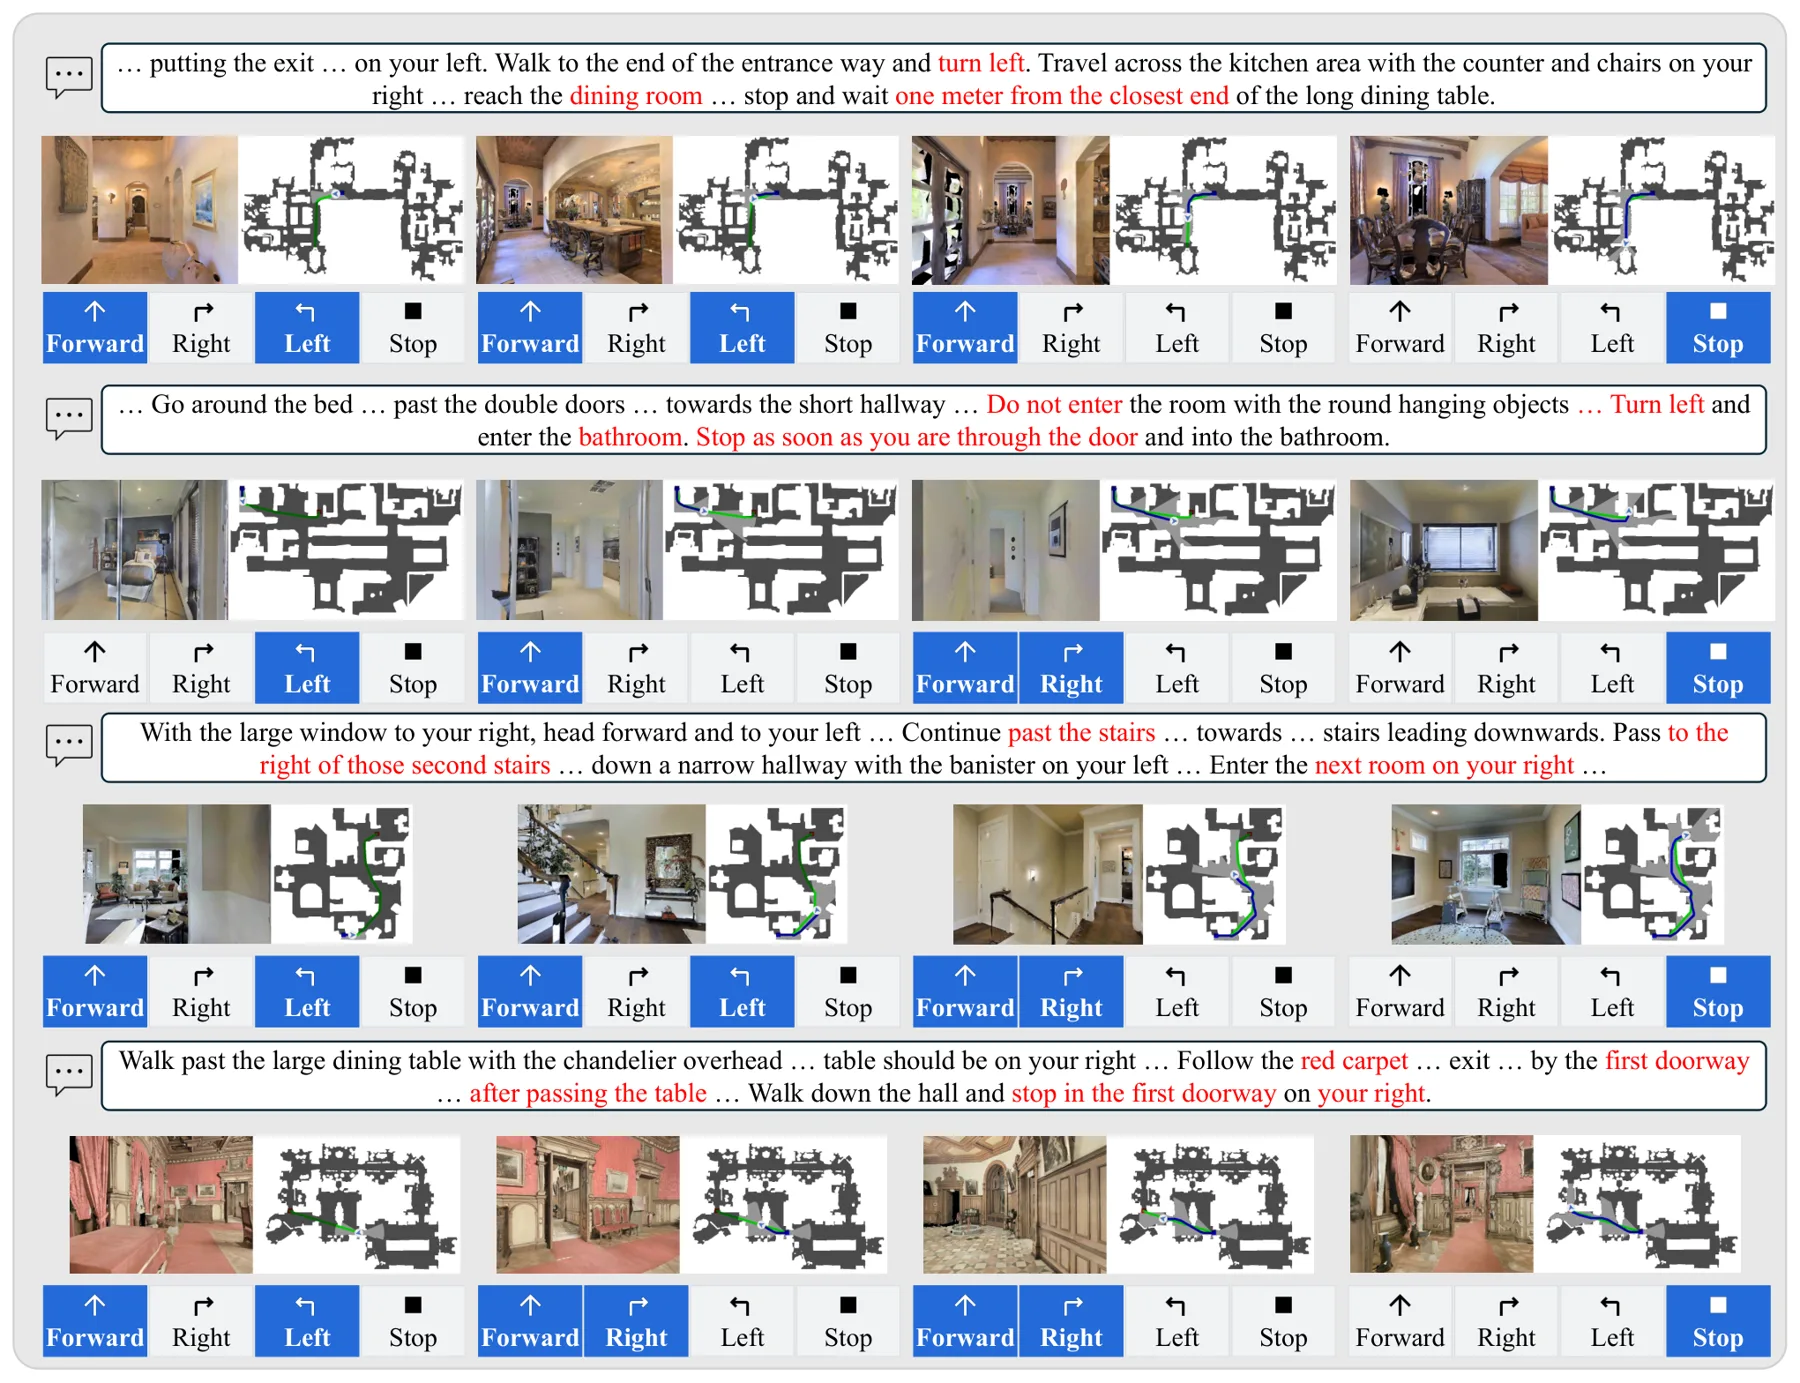 … putting the exit … on your left. Walk to the end of the entrance way and turn left. Travel across the kitchen area with the counter and chairs on your
right … reach the dining room … stop and wait one meter from the closest end of the long dining table.
Forward Right Left Stop Forward Right Left Stop Forward Right Left Stop Forward Right Left Stop
… Go around the bed … past the double doors … towards the short hallway … Do not enter the room with the round hanging objects … Turn left and
enter the bathroom. Stop as soon as you are through the door and into the bathroom.
Forward Right Left Stop Forward Right Left Stop Forward Right Left Stop Forward Right Left Stop
With the large window to your right, head forward and to your left … Continue past the stairs … towards … stairs leading downwards. Pass to the
right of those second stairs … down a narrow hallway with the banister on your left … Enter the next room on your right …
Forward Right Left Stop Forward Right Left Stop Forward Right Left Stop Forward Right Left Stop
Walk past the large dining table with the chandelier overhead … table should be on your right … Follow the red carpet … exit … by the first doorway
… after passing the table … Walk down the hall and stop in the first doorway on your right.
Forward Right Left Stop Forward Right Left Stop Forward Right Left Stop Forward Right Left Stop